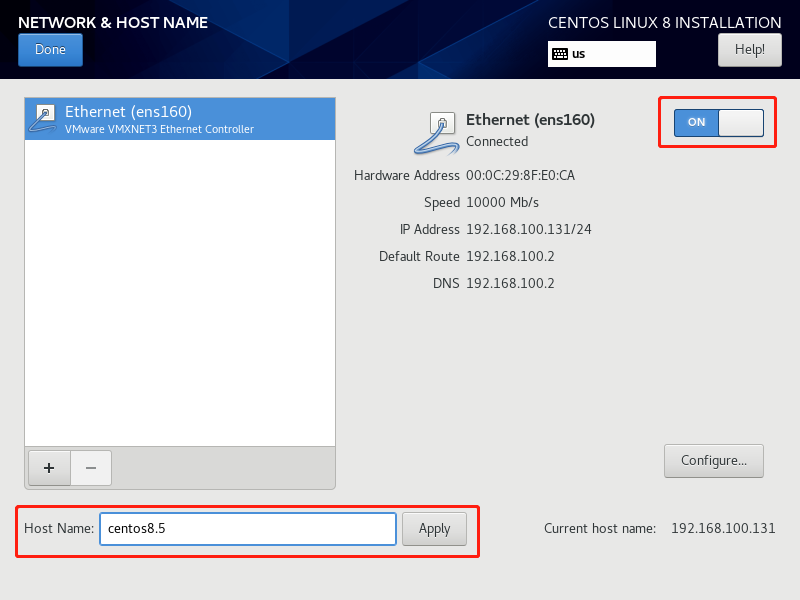 NETWORK & HOST NAME
CENTOS LINUX 8 INSTALLATION
Done
us
Help!
Ethernet (ens160)
VMware VMXNET3 Ethernet Controller
Ethernet (ens160)
Connected
ON
Hardware Address 00:0C:29:8F:E0:CA
Speed 10000 Mb/s
IP Address 192.168.100.131/24
Default Route 192.168.100.2
DNS 192.168.100.2
+ −
Configure...
Host Name: centos8.5 Apply
Current host name: 192.168.100.131